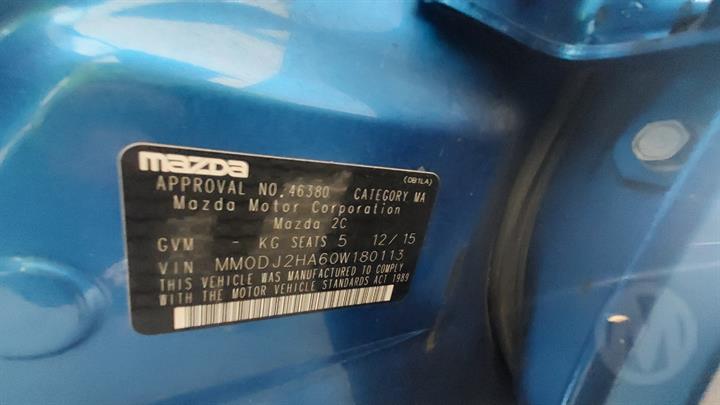 mazda
(DB1LA)
APPROVAL NO.46380 CATEGORY MA
Mazda Motor Corporation
Mazda 2C
GVM - KG SEATS 5 12/15
VIN MM0DJ2HA60W180113
THIS VEHICLE WAS MANUFACTURED TO COMPLY
WITH THE MOTOR VEHICLE STANDARDS ACT 1989
M